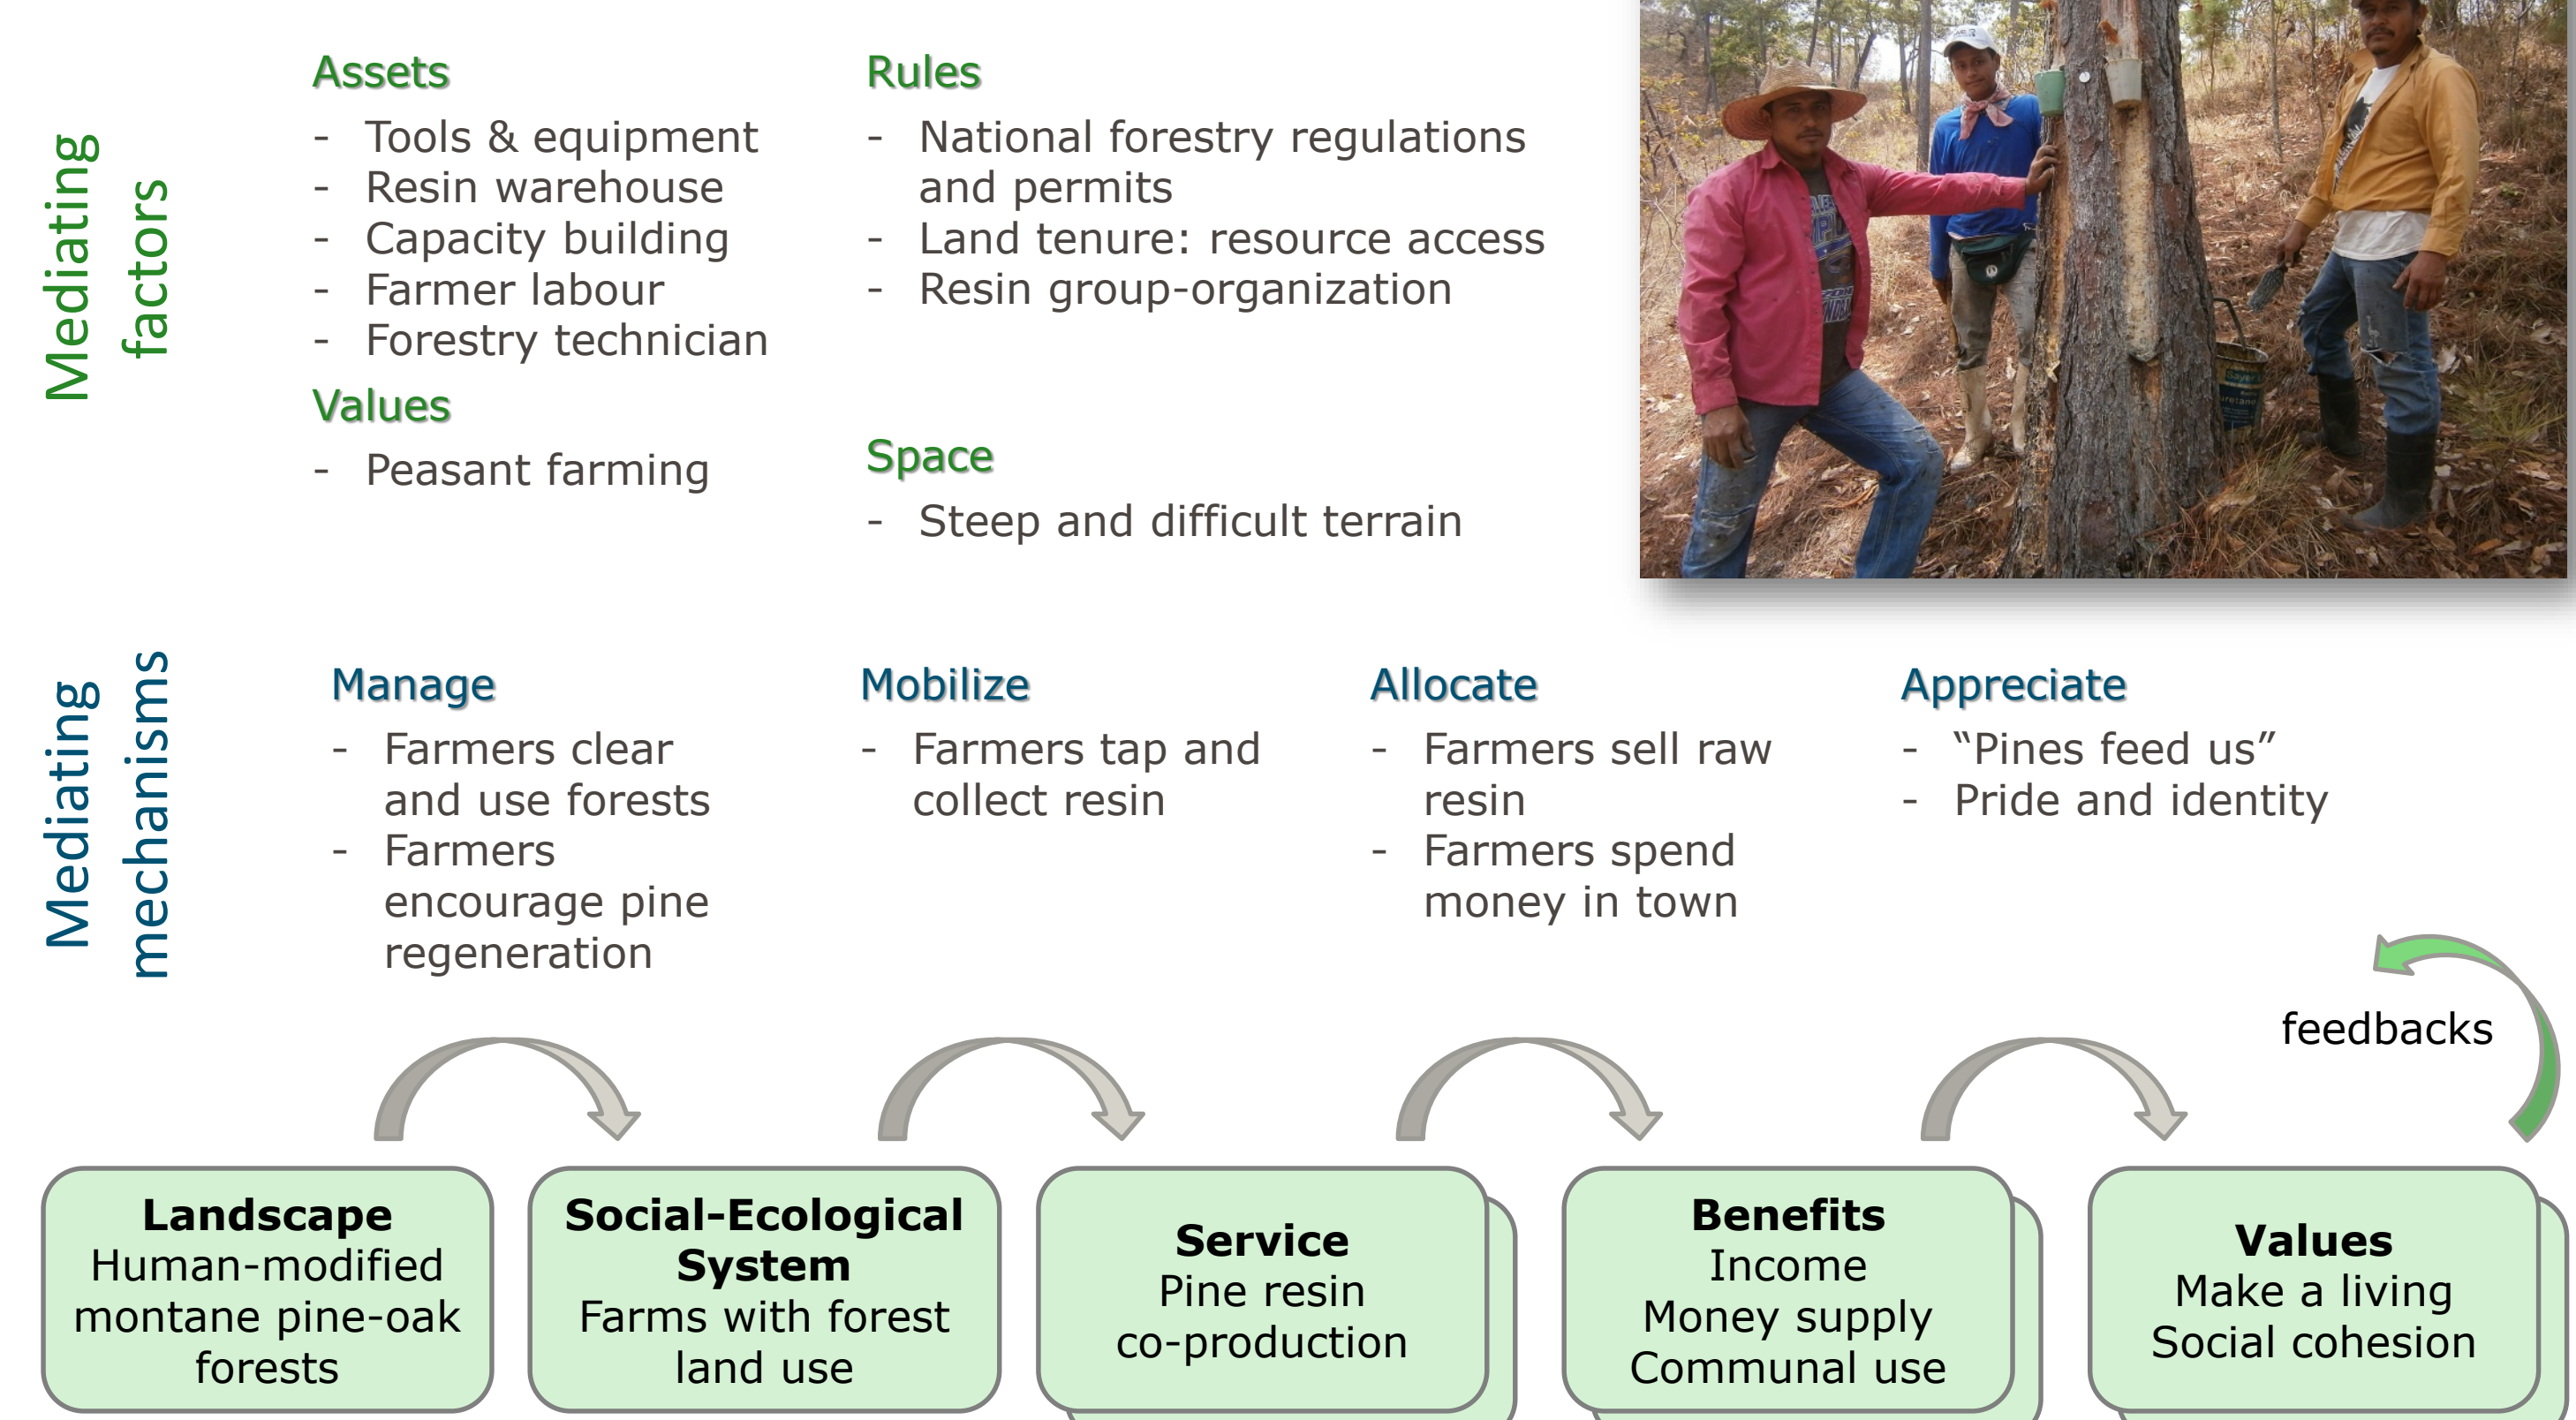 Mediating
factors
Assets
- Tools & equipment
- Resin warehouse
- Capacity building
- Farmer labour
- Forestry technician
Values
- Peasant farming
Rules
- National forestry regulations
and permits
- Land tenure: resource access
- Resin group-organization
Space
- Steep and difficult terrain
Mediating
mechanisms
Manage
- Farmers clear
and use forests
- Farmers
encourage pine
regeneration
Mobilize
- Farmers tap and
collect resin
Allocate
- Farmers sell raw
resin
- Farmers spend
money in town
Appreciate
- “Pines feed us”
- Pride and identity
feedbacks
Landscape
Human-modified
montane pine-oak
forests
Social-Ecological
System
Farms with forest
land use
Service
Pine resin
co-production
Benefits
Income
Money supply
Communal use
Values
Make a living
Social cohesion